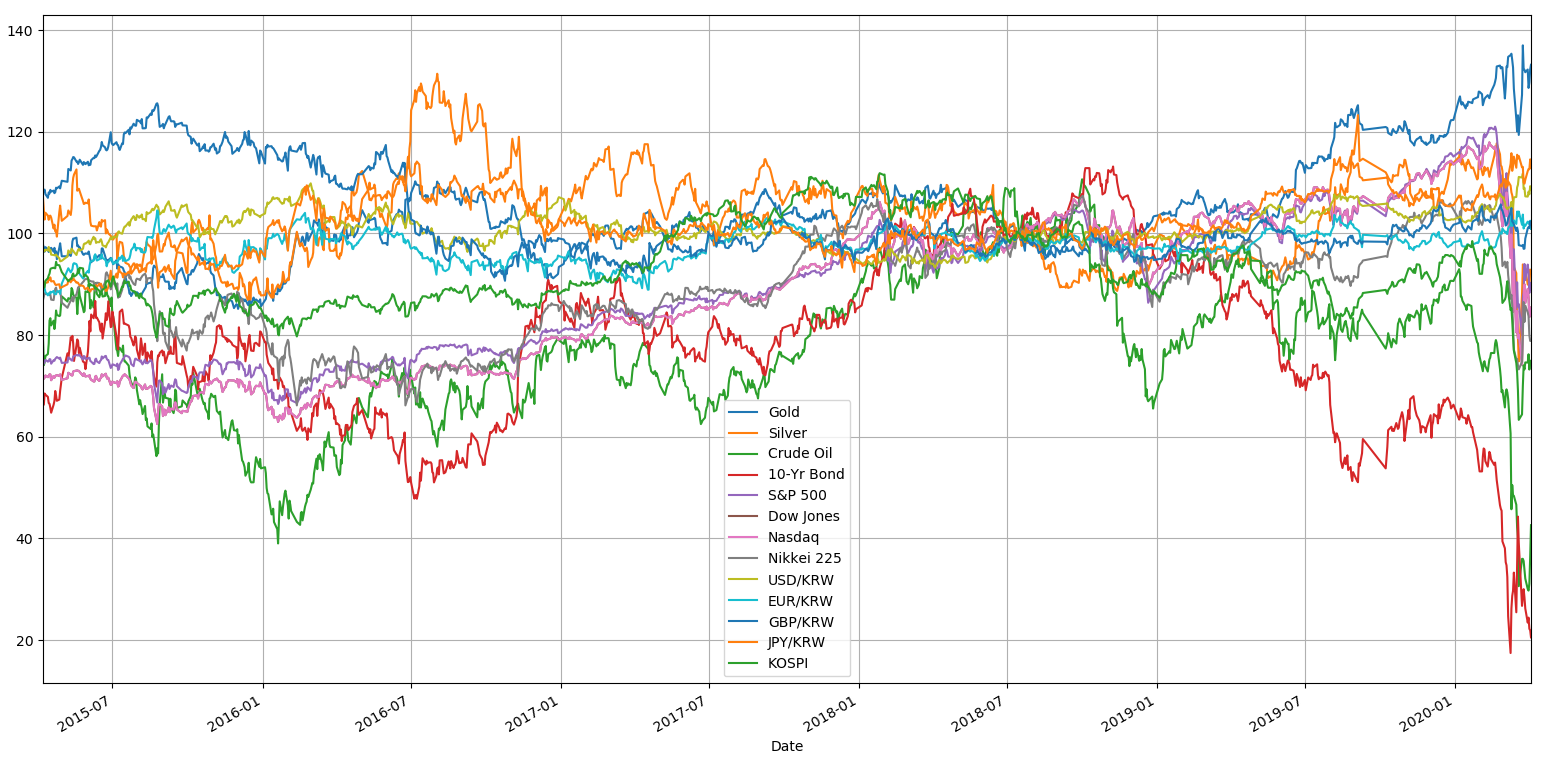 140
120
100
80
60
40
20
Gold
Silver
Crude Oil
10-Yr Bond
S&P 500
Dow Jones
Nasdaq
Nikkei 225
USD/KRW
EUR/KRW
GBP/KRW
JPY/KRW
KOSPI
2015-07
2016-01
2016-07
2017-01
2017-07
2018-01
2018-07
2019-01
2019-07
2020-01
Date